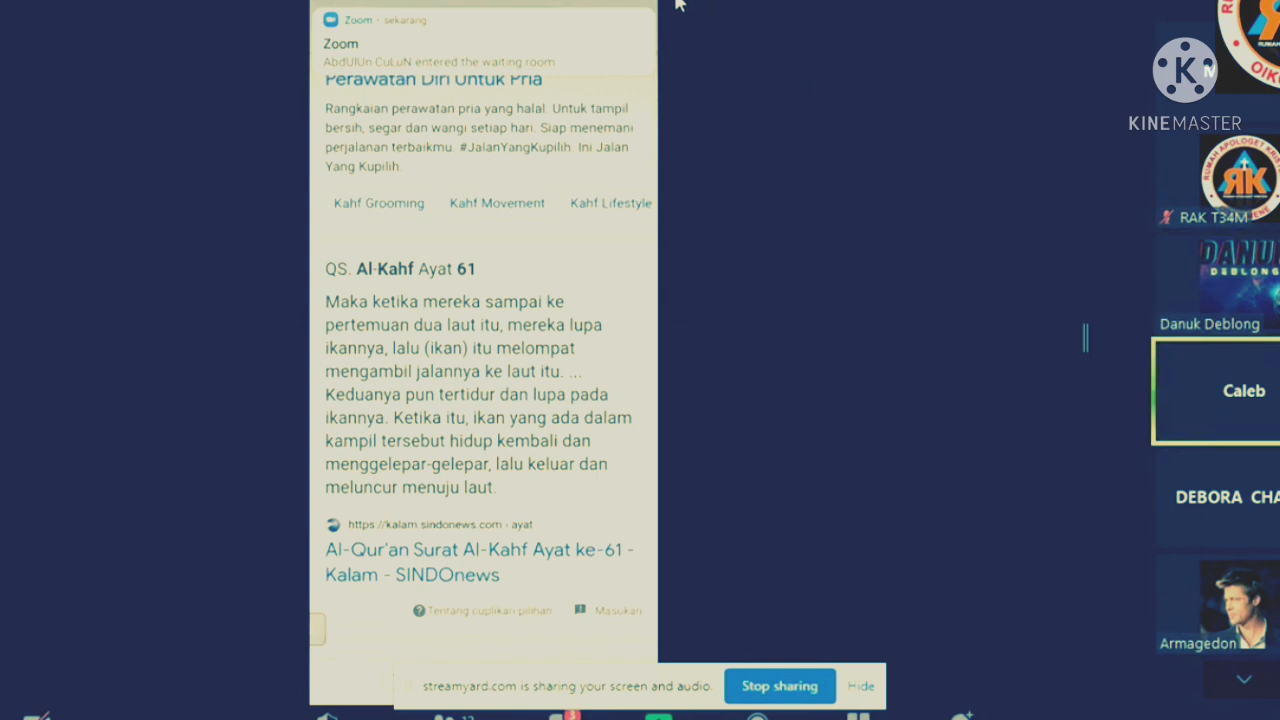 Zoom · sekarang
Zoom
AbdUlUn CuLuN entered the waiting room
Perawatan Diri Untuk Pria
Rangkaian perawatan pria yang halal. Untuk tampil
bersih, segar dan wangi setiap hari. Siap menemani
perjalanan terbaikmu. #JalanYangKupilih. Ini Jalan
Yang Kupilih.
Kahf Grooming Kahf Movement Kahf Lifestyle
QS. Al-Kahf Ayat 61
Maka ketika mereka sampai ke
pertemuan dua laut itu, mereka lupa
ikannya, lalu (ikan) itu melompat
mengambil jalannya ke laut itu. ...
Keduanya pun tertidur dan lupa pada
ikannya. Ketika itu, ikan yang ada dalam
kampil tersebut hidup kembali dan
menggelepar-gelepar, lalu keluar dan
meluncur menuju laut.
https://kalam.sindonews.com › ayat
Al-Qur'an Surat Al-Kahf Ayat ke-61 -
Kalam - SINDOnews
Tentang cuplikan pilihan Masukan
streamyard.com is sharing your screen and audio. Stop sharing Hide
K
KINEMASTER
RUMAH APOLOGET
RK
RAK T34M
DANUK
DEBLONG
Danuk Deblong
Caleb
DEBORA CHA
Armagedon